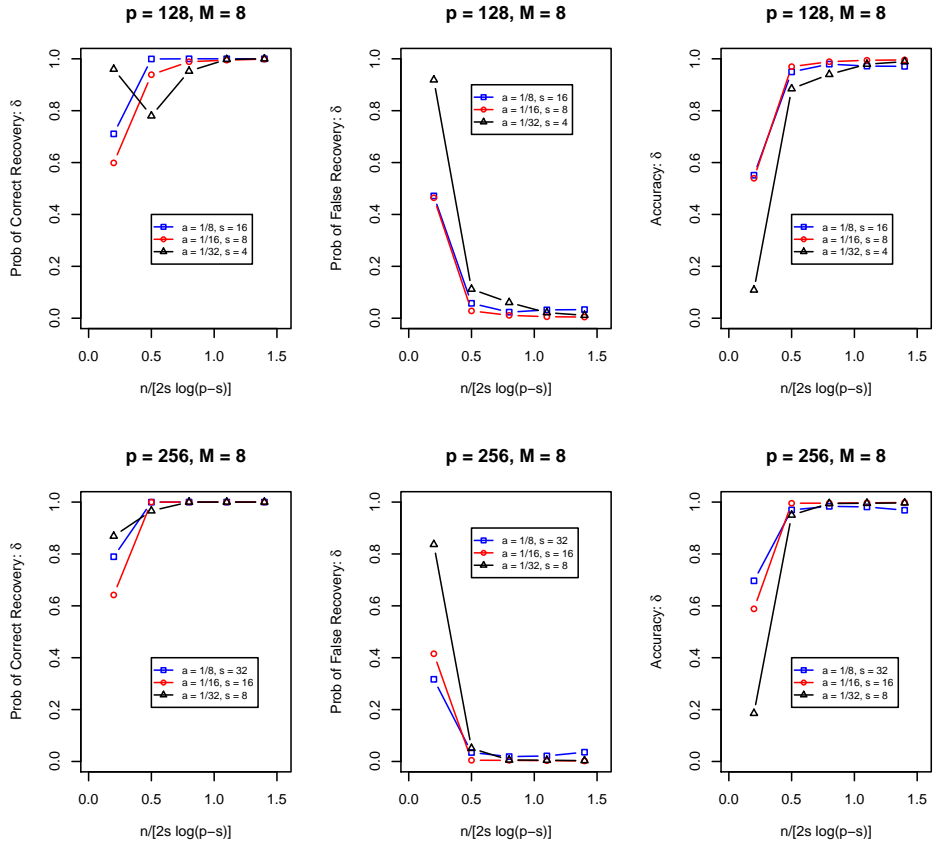 p = 128, M = 8
Prob of Correct Recovery: δ
0.0 0.2 0.4 0.6 0.8 1.0
a = 1/8, s = 16
a = 1/16, s = 8
a = 1/32, s = 4
0.0 0.5 1.0 1.5
n/[2s log(p−s)]
p = 128, M = 8
Prob of False Recovery: δ
0.0 0.2 0.4 0.6 0.8 1.0
a = 1/8, s = 16
a = 1/16, s = 8
a = 1/32, s = 4
0.0 0.5 1.0 1.5
n/[2s log(p−s)]
p = 128, M = 8
Accuracy: δ
0.0 0.2 0.4 0.6 0.8 1.0
a = 1/8, s = 16
a = 1/16, s = 8
a = 1/32, s = 4
0.0 0.5 1.0 1.5
n/[2s log(p−s)]
p = 256, M = 8
Prob of Correct Recovery: δ
0.0 0.2 0.4 0.6 0.8 1.0
a = 1/8, s = 32
a = 1/16, s = 16
a = 1/32, s = 8
0.0 0.5 1.0 1.5
n/[2s log(p−s)]
p = 256, M = 8
Prob of False Recovery: δ
0.0 0.2 0.4 0.6 0.8 1.0
a = 1/8, s = 32
a = 1/16, s = 16
a = 1/32, s = 8
0.0 0.5 1.0 1.5
n/[2s log(p−s)]
p = 256, M = 8
Accuracy: δ
0.0 0.2 0.4 0.6 0.8 1.0
a = 1/8, s = 32
a = 1/16, s = 16
a = 1/32, s = 8
0.0 0.5 1.0 1.5
n/[2s log(p−s)]